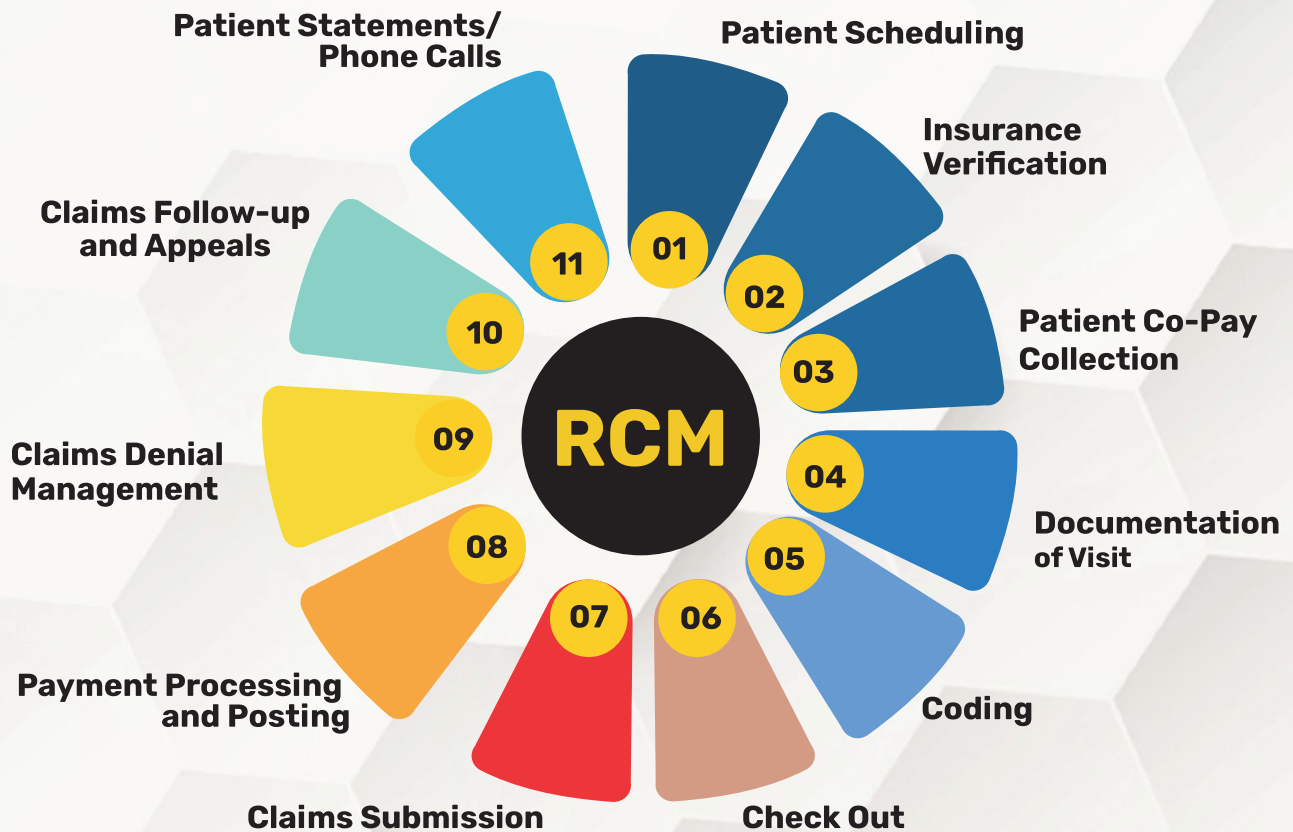 Patient Scheduling
01
Insurance
Verification
02
Patient Co-Pay
Collection
03
Documentation
of Visit
04
Coding
05
Check Out
06
Claims Submission
07
Payment Processing
and Posting
08
Claims Denial
Management
09
Claims Follow-up
and Appeals
10
Patient Statements/
Phone Calls
11
RCM